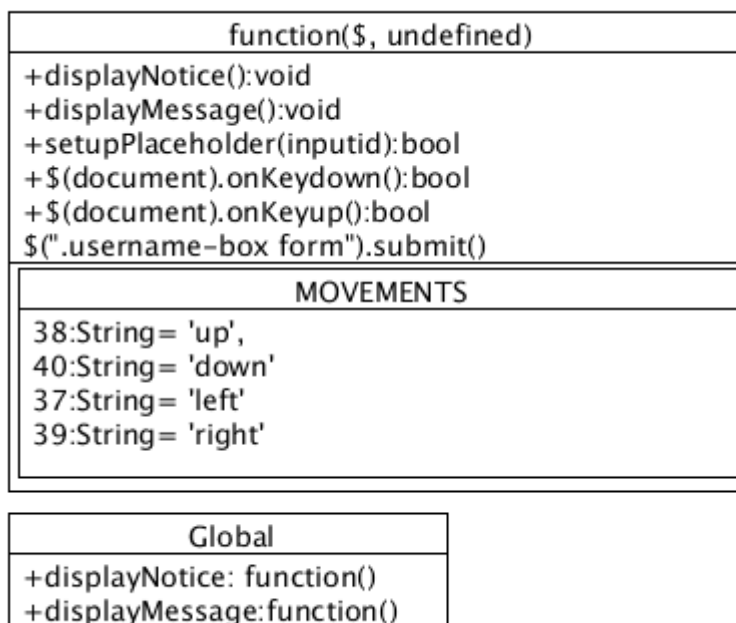 function($, undefined)
+displayNotice():void
+displayMessage():void
+setupPlaceholder(inputid):bool
+$(document).onKeydown():bool
+$(document).onKeyup():bool
$(".username-box form").submit()
MOVEMENTS
38:String= 'up',
40:String= 'down'
37:String= 'left'
39:String= 'right'
Global
+displayNotice: function()
+displayMessage:function()